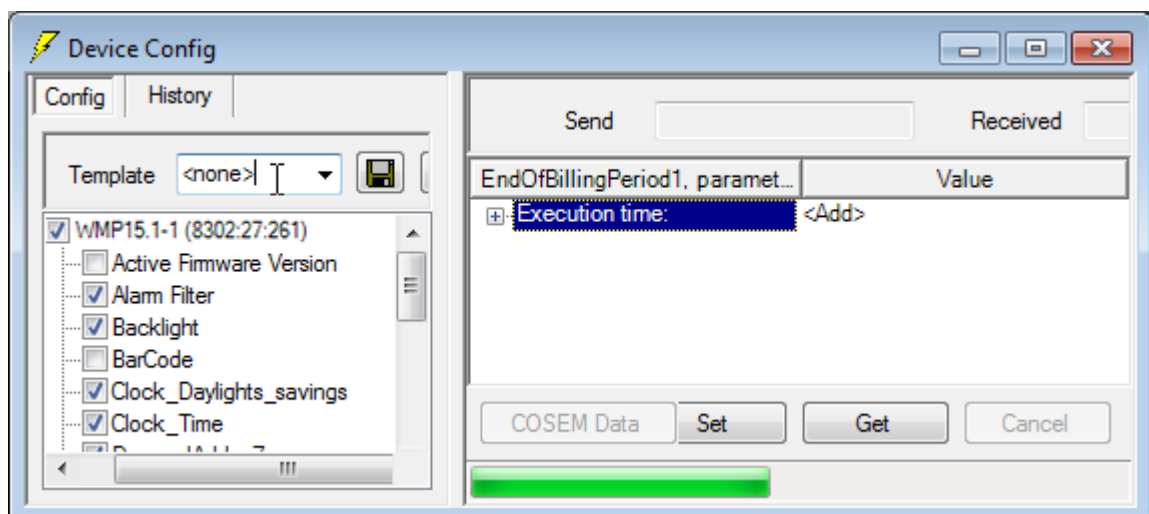 Device Config
Config History
Template <none>
WMP15.1-1 (8302:27:261)
Active Firmware Version
Alarm Filter
Backlight
BarCode
Clock_Daylights_savings
Clock_Time
Send Received
EndOfBillingPeriod1, paramet... Value
Execution time: <Add>
COSEM Data Set Get Cancel